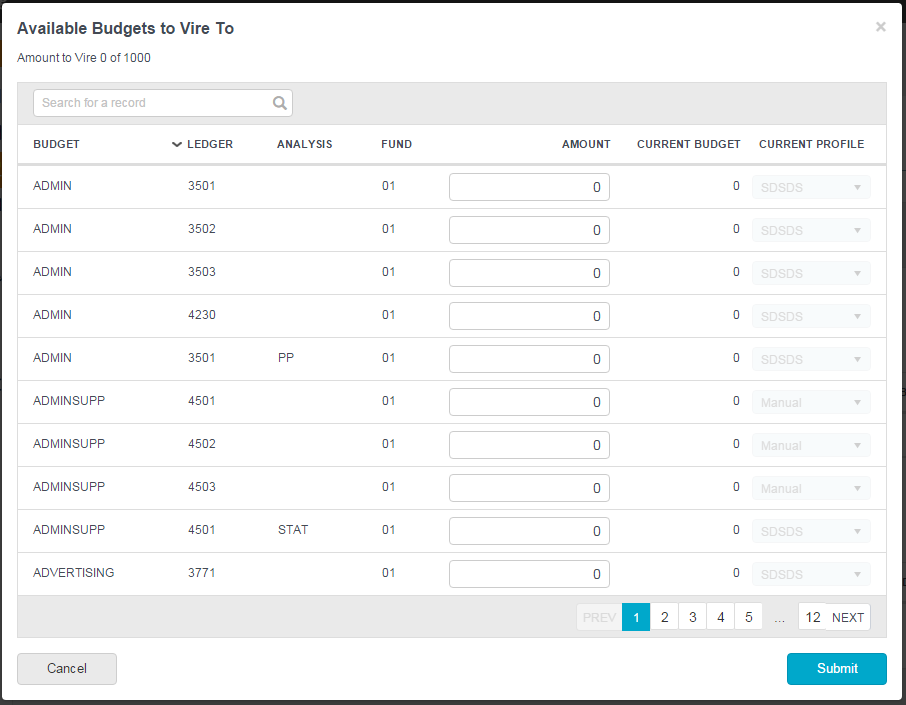 Available Budgets to Vire To
×
Amount to Vire 0 of 1000
Search for a record
BUDGET LEDGER ANALYSIS FUND AMOUNT CURRENT BUDGET CURRENT PROFILE
ADMIN 3501 01 0 0 SDSDS
ADMIN 3502 01 0 0 SDSDS
ADMIN 3503 01 0 0 SDSDS
ADMIN 4230 01 0 0 SDSDS
ADMIN 3501 PP 01 0 0 SDSDS
ADMINSUPP 4501 01 0 0 Manual
ADMINSUPP 4502 01 0 0 Manual
ADMINSUPP 4503 01 0 0 Manual
ADMINSUPP 4501 STAT 01 0 0 SDSDS
ADVERTISING 3771 01 0 0 SDSDS
PREV 1 2 3 4 5 ... 12 NEXT
Cancel Submit